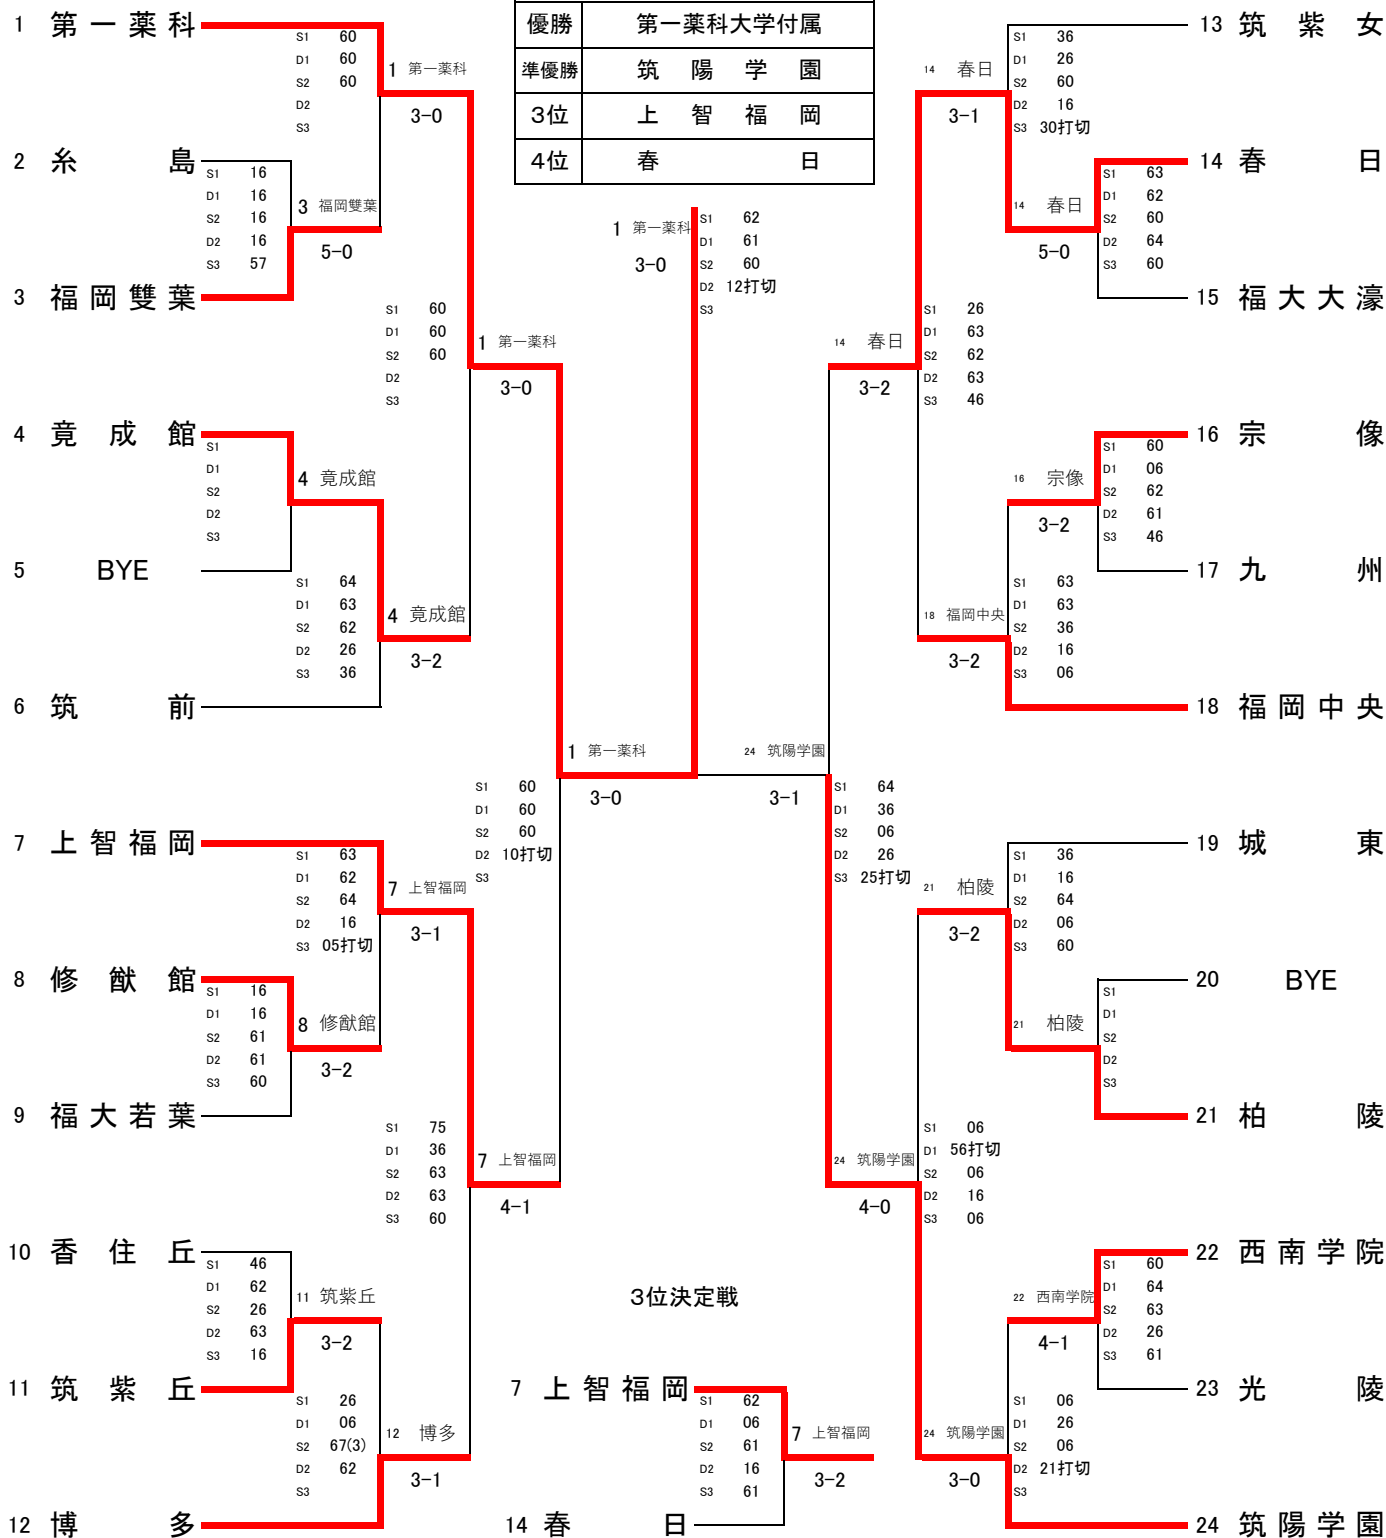 優勝 第一薬科大学付属
準優勝 筑陽学園
3位 上智福岡
4位 春日
1 第一薬科
S1 60
D1 60
S2 60
D2
S3
1 第一薬科
3-0
2 糸島
S1 16
D1 16
S2 16
D2 16
S3 57
3 福岡雙葉
5-0
3 福岡雙葉
S1 60
D1 60
S2 60
D2
S3
1 第一薬科
3-0
4 竟成館
S1
D1
S2
D2
S3
4 竟成館
5 BYE
S1 64
D1 63
S2 62
D2 26
S3 36
4 竟成館
3-2
6 筑前
1 第一薬科
3-0
S1 60
D1 60
S2 60
D2 10打切
S3
7 上智福岡
S1 63
D1 62
S2 64
D2 16
S3 05打切
7 上智福岡
3-1
8 修猷館
S1 16
D1 16
S2 61
D2 61
S3 60
8 修猷館
3-2
9 福大若葉
S1 75
D1 36
S2 63
D2 63
S3 60
7 上智福岡
4-1
10 香住丘
S1 46
D1 62
S2 26
D2 63
S3 16
11 筑紫丘
3-2
11 筑紫丘
S1 26
D1 06
S2 67(3)
D2 62
S3
12 博多
3-1
12 博多
1 第一薬科
3-0
S1 62
D1 61
S2 60
D2 12打切
S3
13 筑紫女
S1 36
D1 26
S2 60
D2 16
S3 30打切
14 春日
3-1
14 春日
S1 63
D1 62
S2 60
D2 64
S3 60
14 春日
5-0
15 福大大濠
S1 26
D1 63
S2 62
D2 63
S3 46
14 春日
3-2
16 宗像
S1 60
D1 06
S2 62
D2 61
S3 46
16 宗像
3-2
17 九州
S1 63
D1 63
S2 36
D2 16
S3 06
18 福岡中央
3-2
18 福岡中央
24 筑陽学園
3-1
S1 64
D1 36
S2 06
D2 26
S3 25打切
19 城東
S1 36
D1 16
S2 64
D2 06
S3 60
21 柏陵
3-2
20 BYE
S1
D1
S2
D2
S3
21 柏陵
21 柏陵
S1 06
D1 56打切
S2 06
D2 16
S3 06
24 筑陽学園
4-0
22 西南学院
S1 60
D1 64
S2 63
D2 26
S3 61
22 西南学院
4-1
23 光陵
S1 06
D1 26
S2 06
D2 21打切
S3
24 筑陽学園
3-0
24 筑陽学園
3位決定戦
7 上智福岡
S1 62
D1 06
S2 61
D2 16
S3 61
7 上智福岡
3-2
14 春日